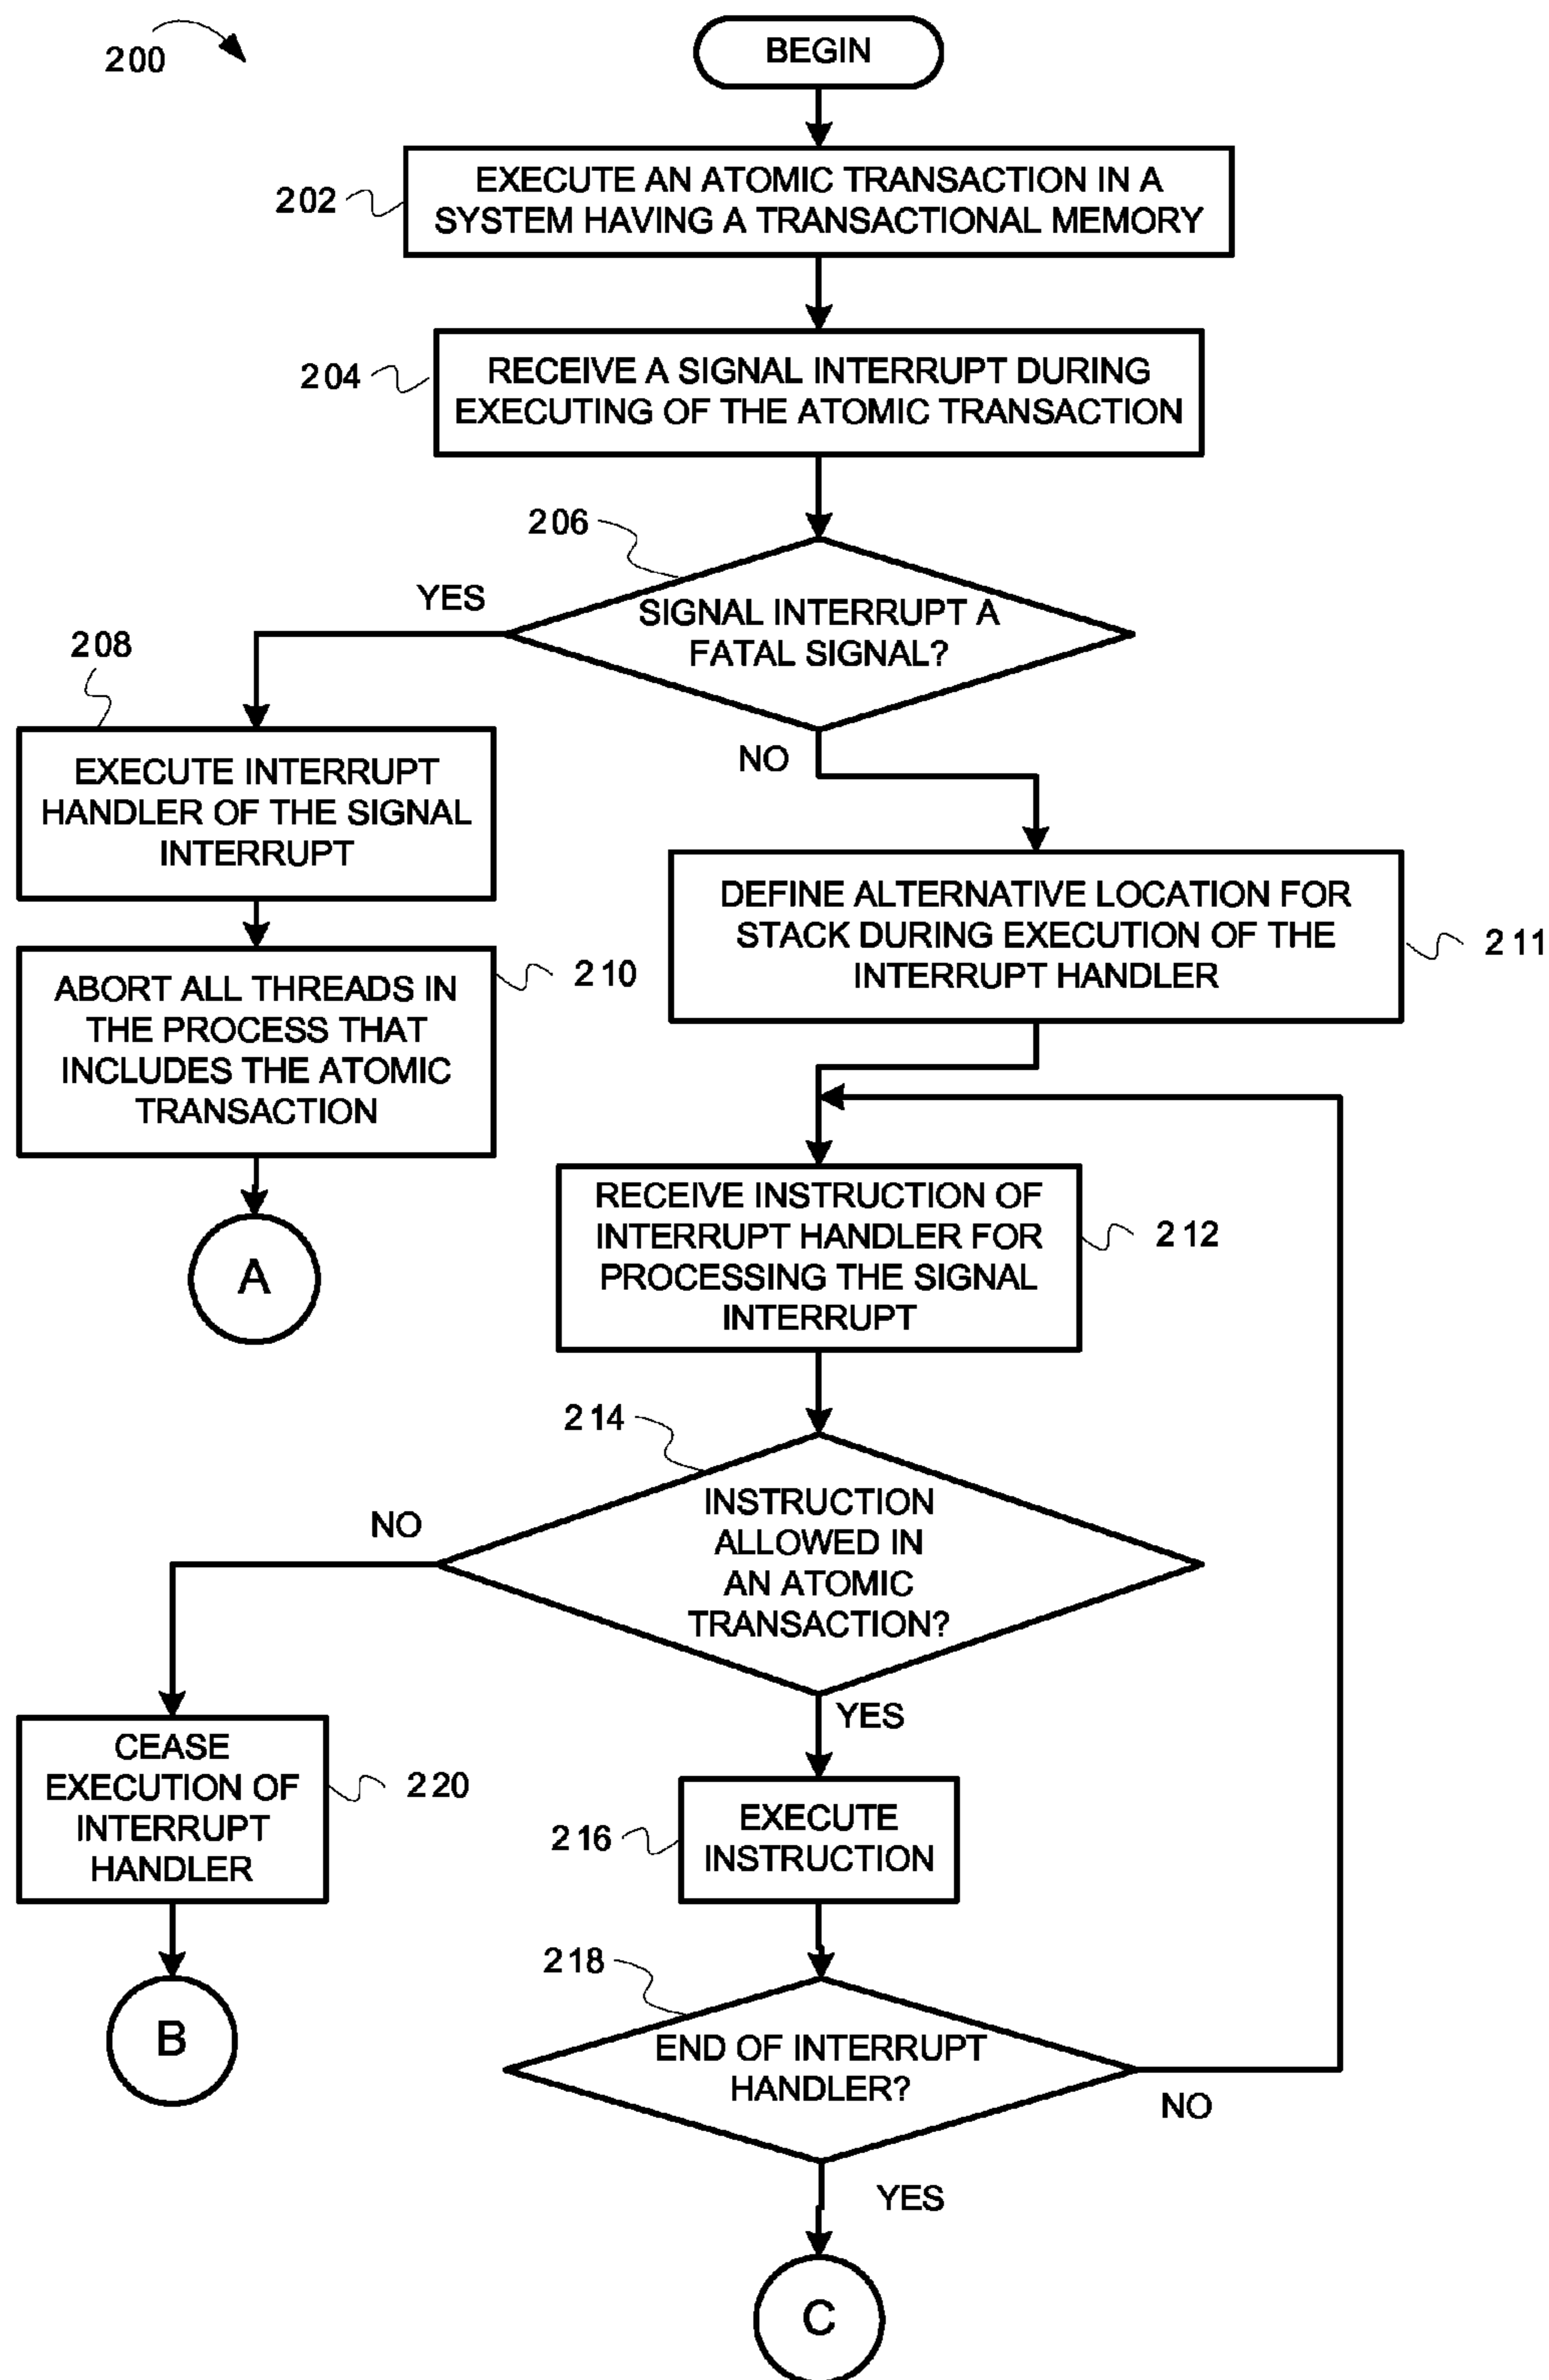 200
BEGIN
202
EXECUTE AN ATOMIC TRANSACTION IN A
SYSTEM HAVING A TRANSACTIONAL MEMORY
204
RECEIVE A SIGNAL INTERRUPT DURING
EXECUTING OF THE ATOMIC TRANSACTION
206
SIGNAL INTERRUPT A
FATAL SIGNAL?
YES
NO
208
EXECUTE INTERRUPT
HANDLER OF THE SIGNAL
INTERRUPT
210
ABORT ALL THREADS IN
THE PROCESS THAT
INCLUDES THE ATOMIC
TRANSACTION
A
DEFINE ALTERNATIVE LOCATION FOR
STACK DURING EXECUTION OF THE
INTERRUPT HANDLER
211
RECEIVE INSTRUCTION OF
INTERRUPT HANDLER FOR
PROCESSING THE SIGNAL
INTERRUPT
212
214
INSTRUCTION
ALLOWED IN
AN ATOMIC
TRANSACTION?
NO
YES
CEASE
EXECUTION OF
INTERRUPT
HANDLER
220
B
216
EXECUTE
INSTRUCTION
218
END OF INTERRUPT
HANDLER?
NO
YES
C